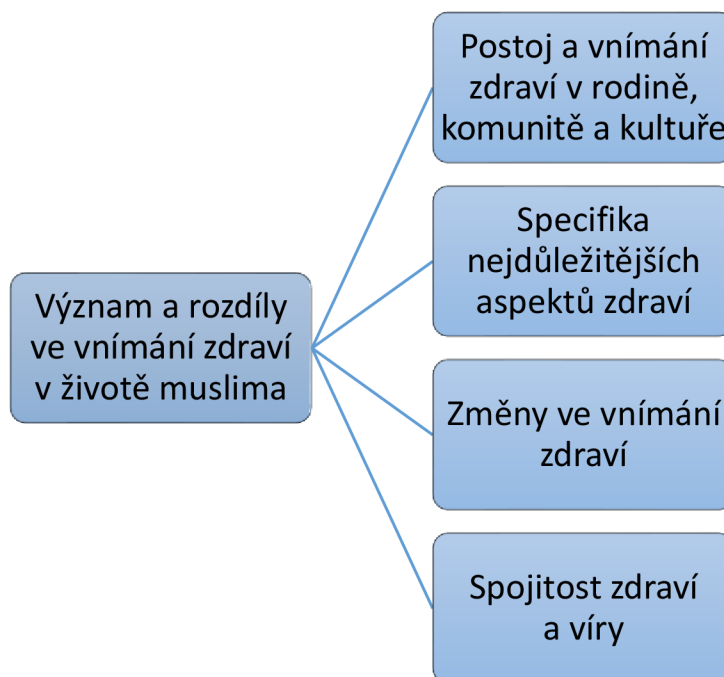 Postoj a vnímání
zdraví v rodině,
komunitě a kultuře
Specifika
nejdůležitějších
aspektů zdraví
Význam a rozdíly
ve vnímání zdraví
v životě muslima
Změny ve vnímání
zdraví
Spojitost zdraví
a víry